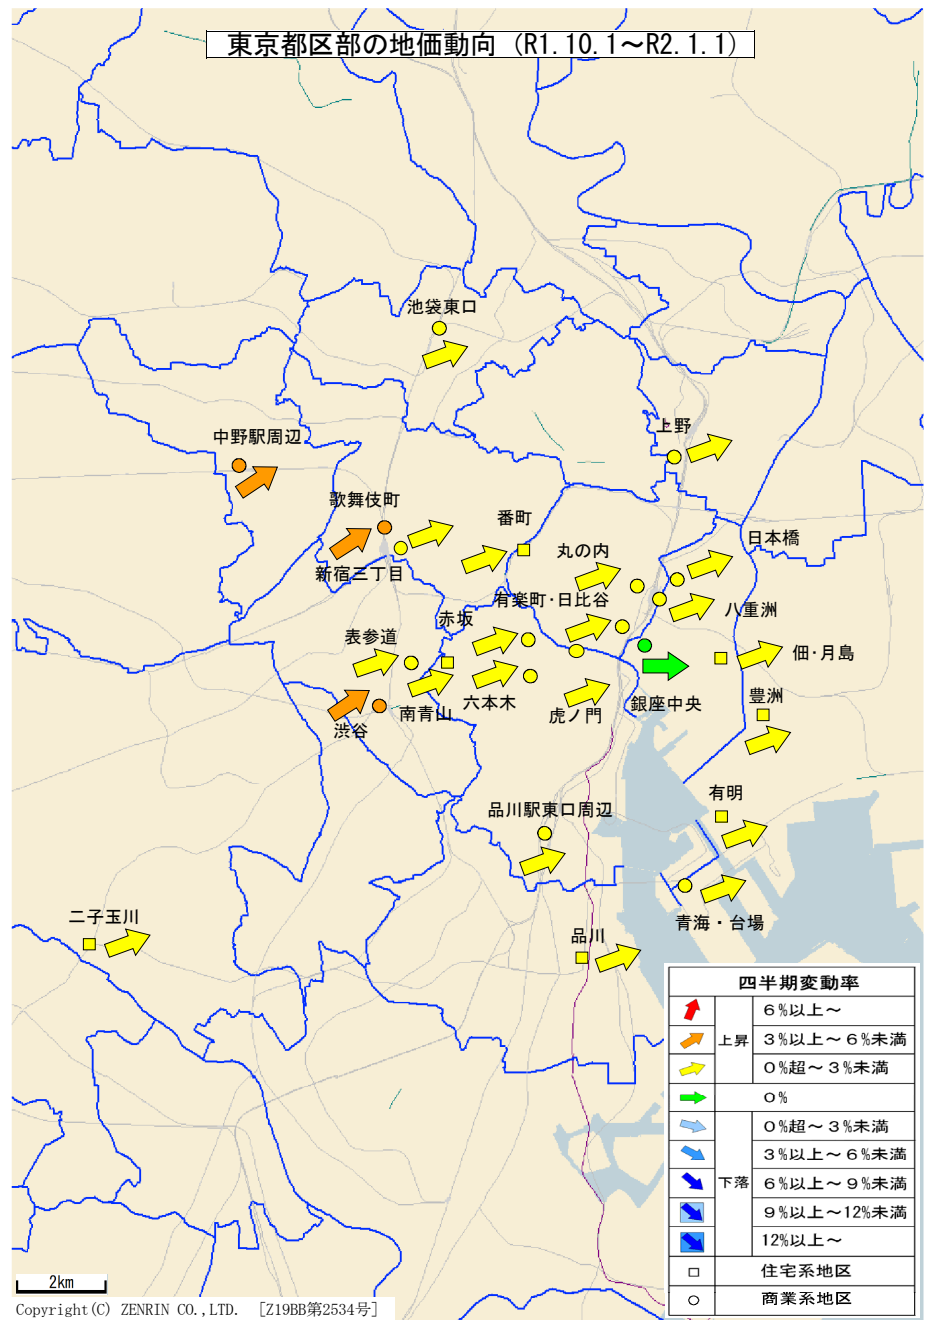 東京都区部の地価動向（R1.10.1～R2.1.1）
池袋東口
上野
中野駅周辺
歌舞伎町
番町
日本橋
丸の内
新宿三丁目
有楽町・日比谷
八重洲
赤坂
表参道
佃・月島
六本木
銀座中央
豊洲
南青山
虎ノ門
渋谷
有明
品川駅東口周辺
二子玉川
青海・台場
品川
四半期変動率
上昇
6%以上～
3%以上～6%未満
0%超～3%未満
0%
下落
0%超～3%未満
3%以上～6%未満
6%以上～9%未満
9%以上～12%未満
12%以上～
住宅系地区
商業系地区
2km
Copyright(C) ZENRIN CO.,LTD. [Z19BB第2534号]